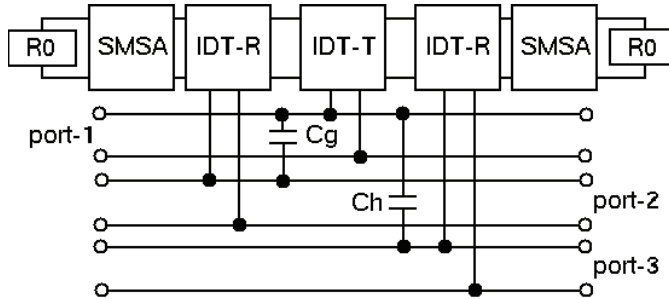 R0 SMSA IDT-R IDT-T IDT-R SMSA R0
port-1 Cg
Ch port-2
port-3